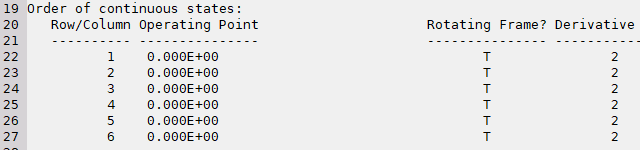 19 Order of continuous states:
20    Row/Column Operating Point                     Rotating Frame? Derivative
21    ---------- ---------------                     --------------- ----------
22           1    0.000E+00                                 T               2
23           2    0.000E+00                                 T               2
24           3    0.000E+00                                 T               2
25           4    0.000E+00                                 T               2
26           5    0.000E+00                                 T               2
27           6    0.000E+00                                 T               2